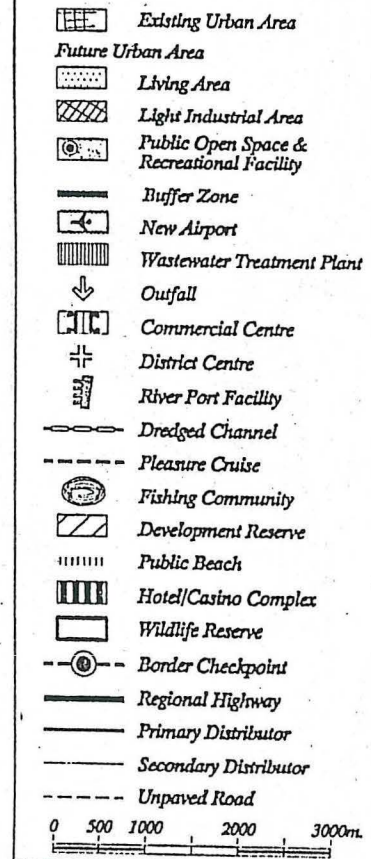 Existing Urban Area
Future Urban Area
Living Area
Light Industrial Area
Public Open Space &
Recreational Facility
Buffer Zone
New Airport
Wastewater Treatment Plant
Outfall
Commercial Centre
District Centre
River Port Facility
Dredged Channel
Pleasure Cruise
Fishing Community
Development Reserve
Public Beach
Hotel/Casino Complex
Wildlife Reserve
Border Checkpoint
Regional Highway
Primary Distributor
Secondary Distributor
Unpaved Road
0 500 1000 2000 3000m.